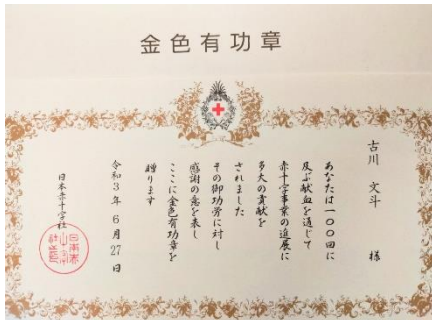 金色有功章
古川 文斗 様
あなたは一〇〇回に
及ぶ献血を通じて
赤十字事業の進展に
多大の貢献を
されました
その御功労に対し
感謝の意を表し
ここに金色有功章を
贈ります
令和3年6月27日
日本赤十字社